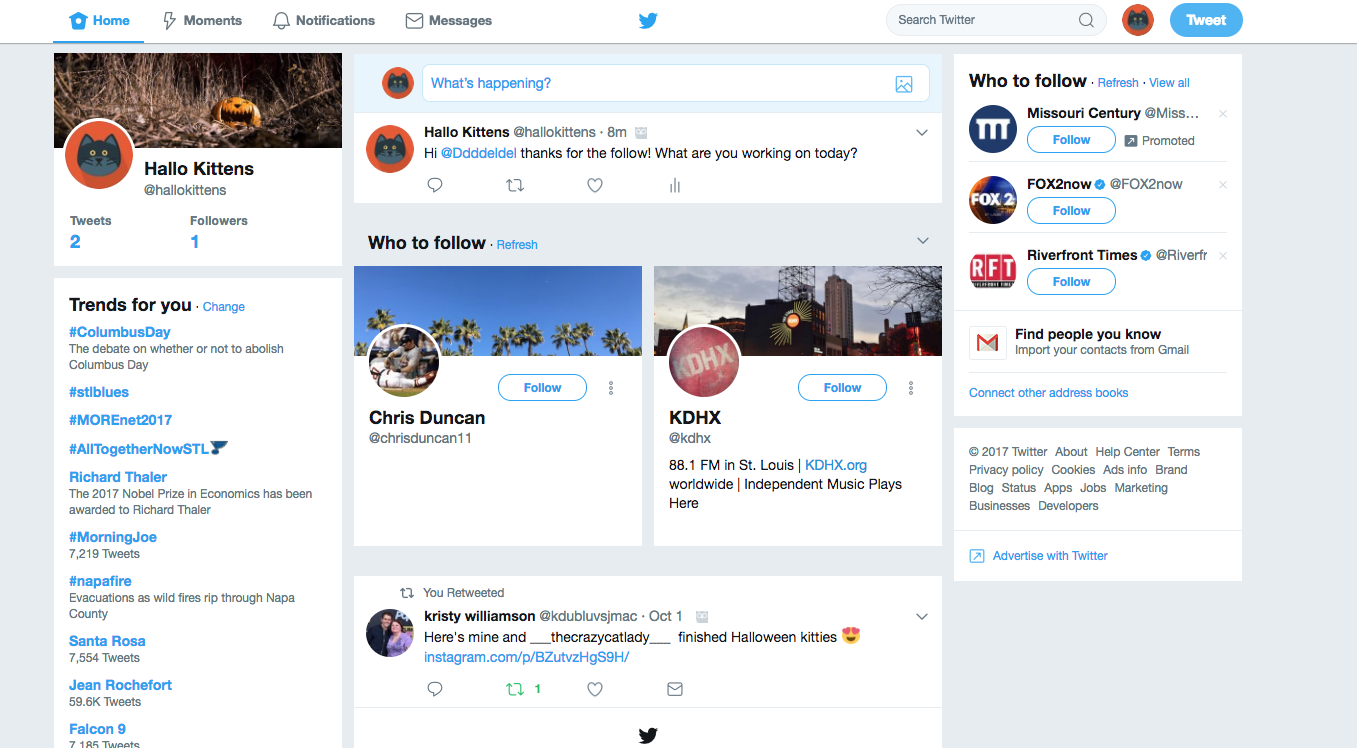 Home Moments Notifications Messages Search Twitter Tweet
Hallo Kittens
@hallokittens
Tweets Followers
2 1
Trends for you · Change
#ColumbusDay
The debate on whether or not to abolish
Columbus Day
#stlblues
#MOREnet2017
#AllTogetherNowSTL
Richard Thaler
The 2017 Nobel Prize in Economics has been
awarded to Richard Thaler
#MorningJoe
7,219 Tweets
#napafire
Evacuations as wild fires rip through Napa
County
Santa Rosa
7,554 Tweets
Jean Rochefort
59.6K Tweets
Falcon 9
7,185 Tweets
What's happening?
Hallo Kittens @hallokittens · 8m
Hi @Ddddeldel thanks for the follow! What are you working on today?
Who to follow · Refresh
Follow
Chris Duncan
@chrisduncan11
KDHX
Follow
KDHX
@kdhx
88.1 FM in St. Louis | KDHX.org
worldwide | Independent Music Plays
Here
You Retweeted
kristy williamson @kdubluvsjmac · Oct 1
Here's mine and ___thecrazycatlady___ finished Halloween kitties 😍
instagram.com/p/BZutvzHgS9H/
1
Who to follow · Refresh · View all
Missouri Century @Miss...
Follow Promoted
FOX 2
FOX2now @FOX2now
Follow
RFT
RIVERFRONT TIMES
Riverfront Times @Riverfr
Follow
Find people you know
Import your contacts from Gmail
Connect other address books
© 2017 Twitter About Help Center Terms
Privacy policy Cookies Ads info Brand
Blog Status Apps Jobs Marketing
Businesses Developers
Advertise with Twitter